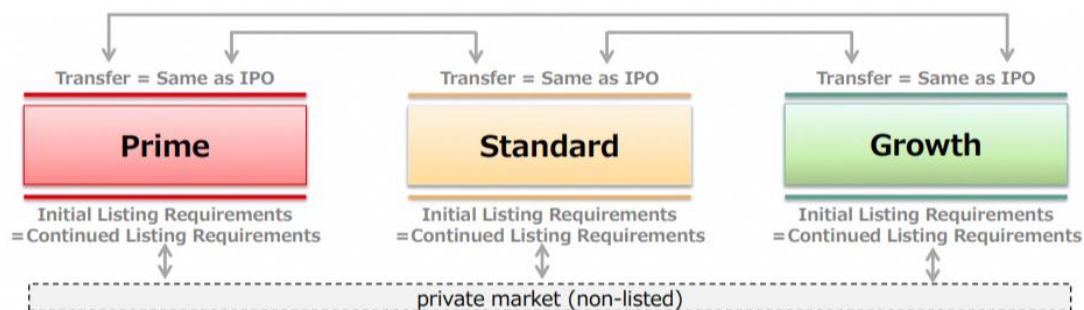 Transfer = Same as IPO
Transfer = Same as IPO
Transfer = Same as IPO
Prime
Standard
Growth
Initial Listing Requirements
=Continued Listing Requirements
Initial Listing Requirements
=Continued Listing Requirements
Initial Listing Requirements
=Continued Listing Requirements
private market (non-listed)